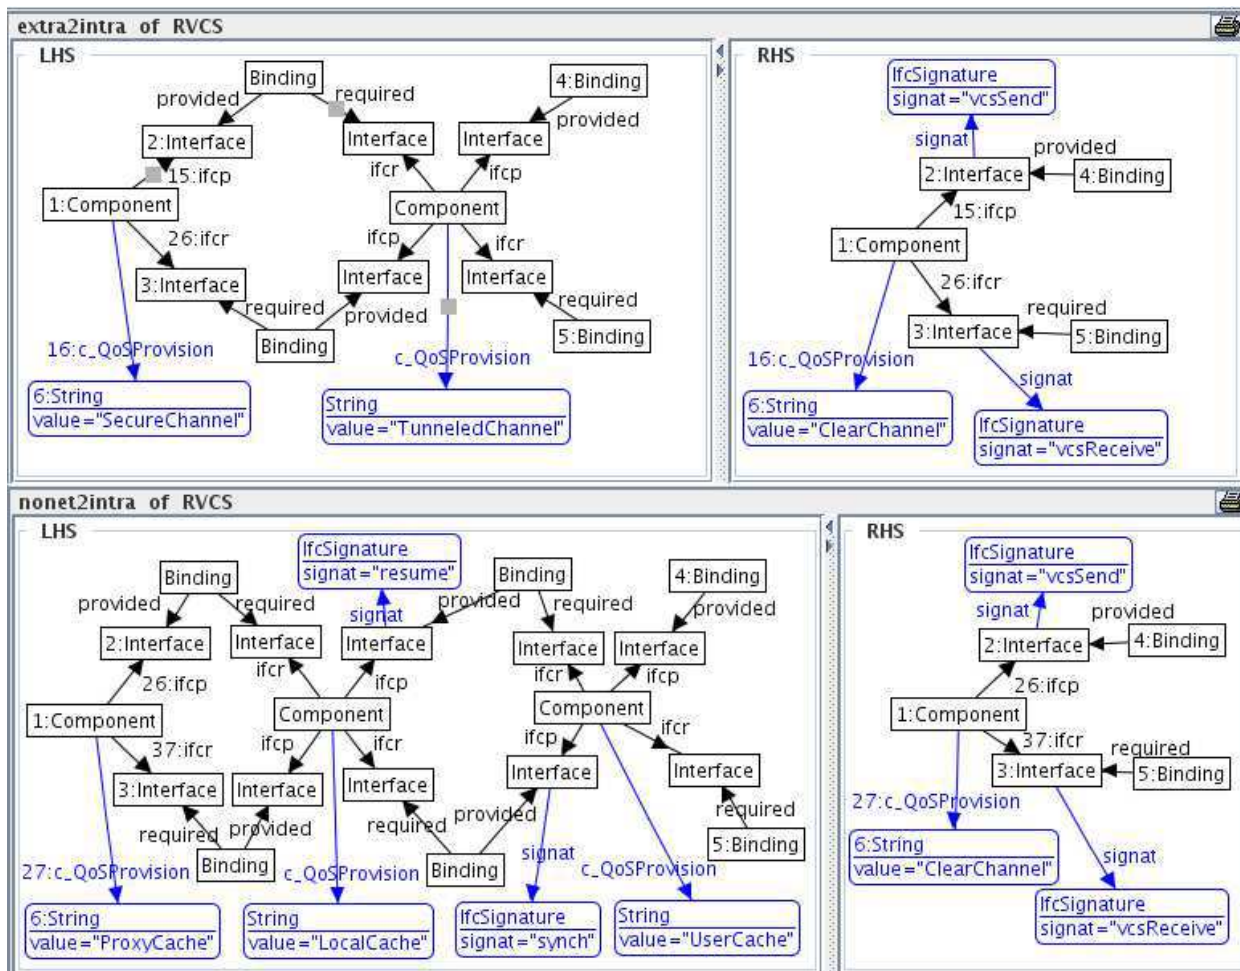 extra2intra of RVCS
LHS
Binding
4:Binding
provided
required
provided
2:Interface
Interface
Interface
15:ifcp
ifcr
ifcp
1:Component
Component
26:ifcr
ifcp
ifcr
3:Interface
Interface
Interface
required
provided
required
Binding
5:Binding
16:c_QoSProvision
c_QoSProvision
6:String
value="SecureChannel"
String
value="TunneledChannel"
RHS
IfcSignature
signat="vcsSend"
signat
provided
2:Interface
4:Binding
15:ifcp
1:Component
26:ifcr
required
3:Interface
5:Binding
16:c_QoSProvision
signat
6:String
value="ClearChannel"
IfcSignature
signat="vcsReceive"
nonet2intra of RVCS
LHS
IfcSignature
signat="resume"
Binding
Binding
4:Binding
provided
required
signat
provided
required
provided
2:Interface
Interface
Interface
Interface
Interface
26:ifcp
ifcr
ifcp
ifcr
ifcp
1:Component
Component
Component
37:ifcr
ifcp
ifcr
ifcp
ifcr
3:Interface
Interface
Interface
Interface
Interface
required
provided
required
provided
required
Binding
Binding
5:Binding
27:c_QoSProvision
c_QoSProvision
signat
c_QoSProvision
6:String
value="ProxyCache"
String
value="LocalCache"
IfcSignature
signat="synch"
String
value="UserCache"
RHS
IfcSignature
signat="vcsSend"
signat
provided
2:Interface
4:Binding
26:ifcp
1:Component
37:ifcr
required
3:Interface
5:Binding
27:c_QoSProvision
signat
6:String
value="ClearChannel"
IfcSignature
signat="vcsReceive"